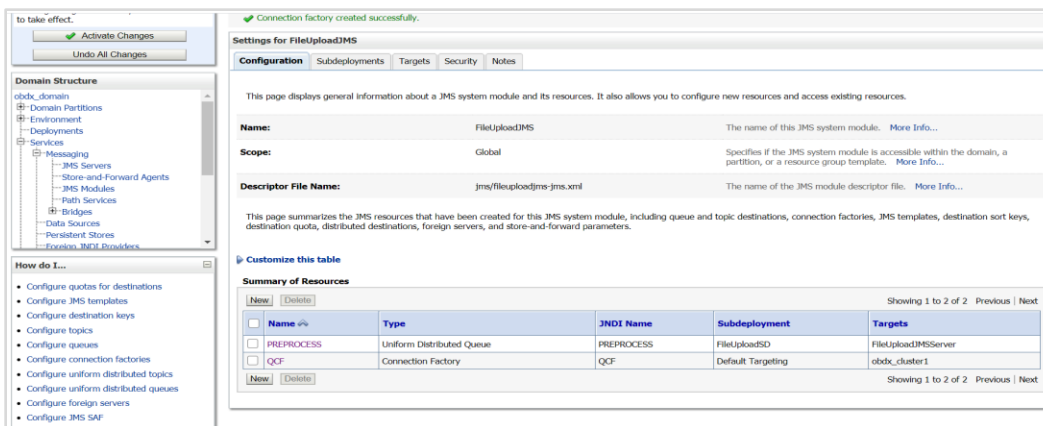 to take effect.
Activate Changes
Undo All Changes
Domain Structure
obdx_domain
Domain Partitions
Environment
Deployments
Services
Messaging
JMS Servers
Store-and-Forward Agents
JMS Modules
Path Services
Bridges
Data Sources
Persistent Stores
Foreign JNDI Providers
How do I...
Configure quotas for destinations
Configure JMS templates
Configure destination keys
Configure topics
Configure queues
Configure connection factories
Configure uniform distributed topics
Configure uniform distributed queues
Configure foreign servers
Configure JMS SAF
Connection factory created successfully.
Settings for FileUploadJMS
Configuration Subdeployments Targets Security Notes
This page displays general information about a JMS system module and its resources. It also allows you to configure new resources and access existing resources.
Name: FileUploadJMS The name of this JMS system module. More Info...
Scope: Global Specifies if the JMS system module is accessible within the domain, a
partition, or a resource group template. More Info...
Descriptor File Name: jms/fileuploadjms-jms.xml The name of the JMS module descriptor file. More Info...
This page summarizes the JMS resources that have been created for this JMS system module, including queue and topic destinations, connection factories, JMS templates, destination sort keys,
destination quota, distributed destinations, foreign servers, and store-and-forward parameters.
Customize this table
Summary of Resources
New Delete Showing 1 to 2 of 2 Previous | Next
Name Type JNDI Name Subdeployment Targets
PREPROCESS Uniform Distributed Queue PREPROCESS FileUploadSD FileUploadJMSServer
QCF Connection Factory QCF Default Targeting obdx_cluster1
New Delete Showing 1 to 2 of 2 Previous | Next